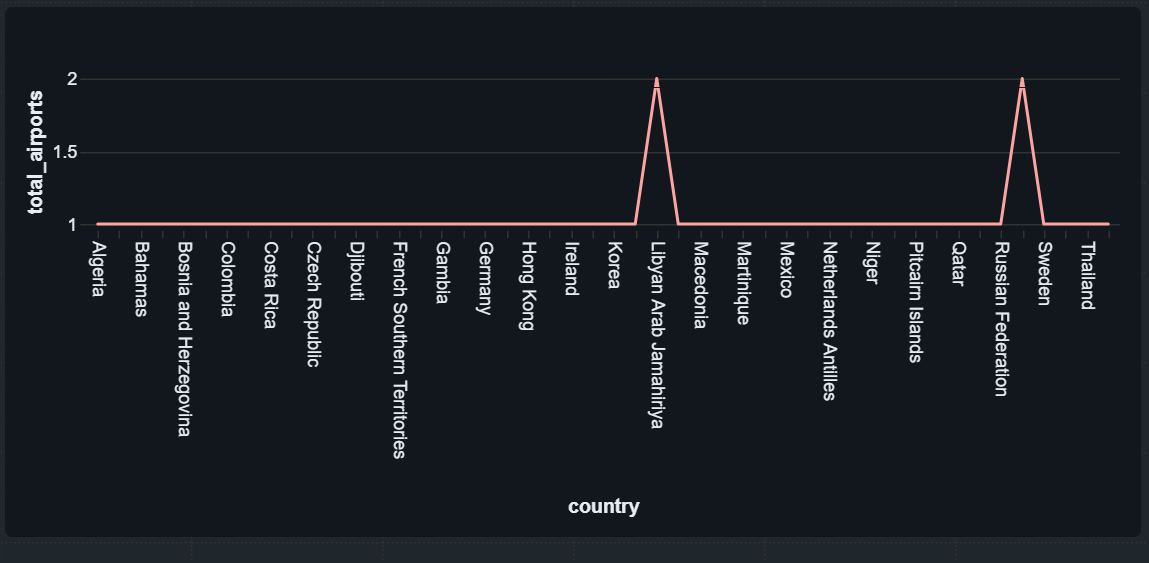 total_airports
2
1.5
1
Algeria
Bahamas
Bosnia and Herzegovina
Colombia
Costa Rica
Czech Republic
Djibouti
French Southern Territories
Gambia
Germany
Hong Kong
Ireland
Korea
Libyan Arab Jamahiriya
Macedonia
Martinique
Mexico
Netherlands Antilles
Niger
Pitcairn Islands
Qatar
Russian Federation
Sweden
Thailand
country